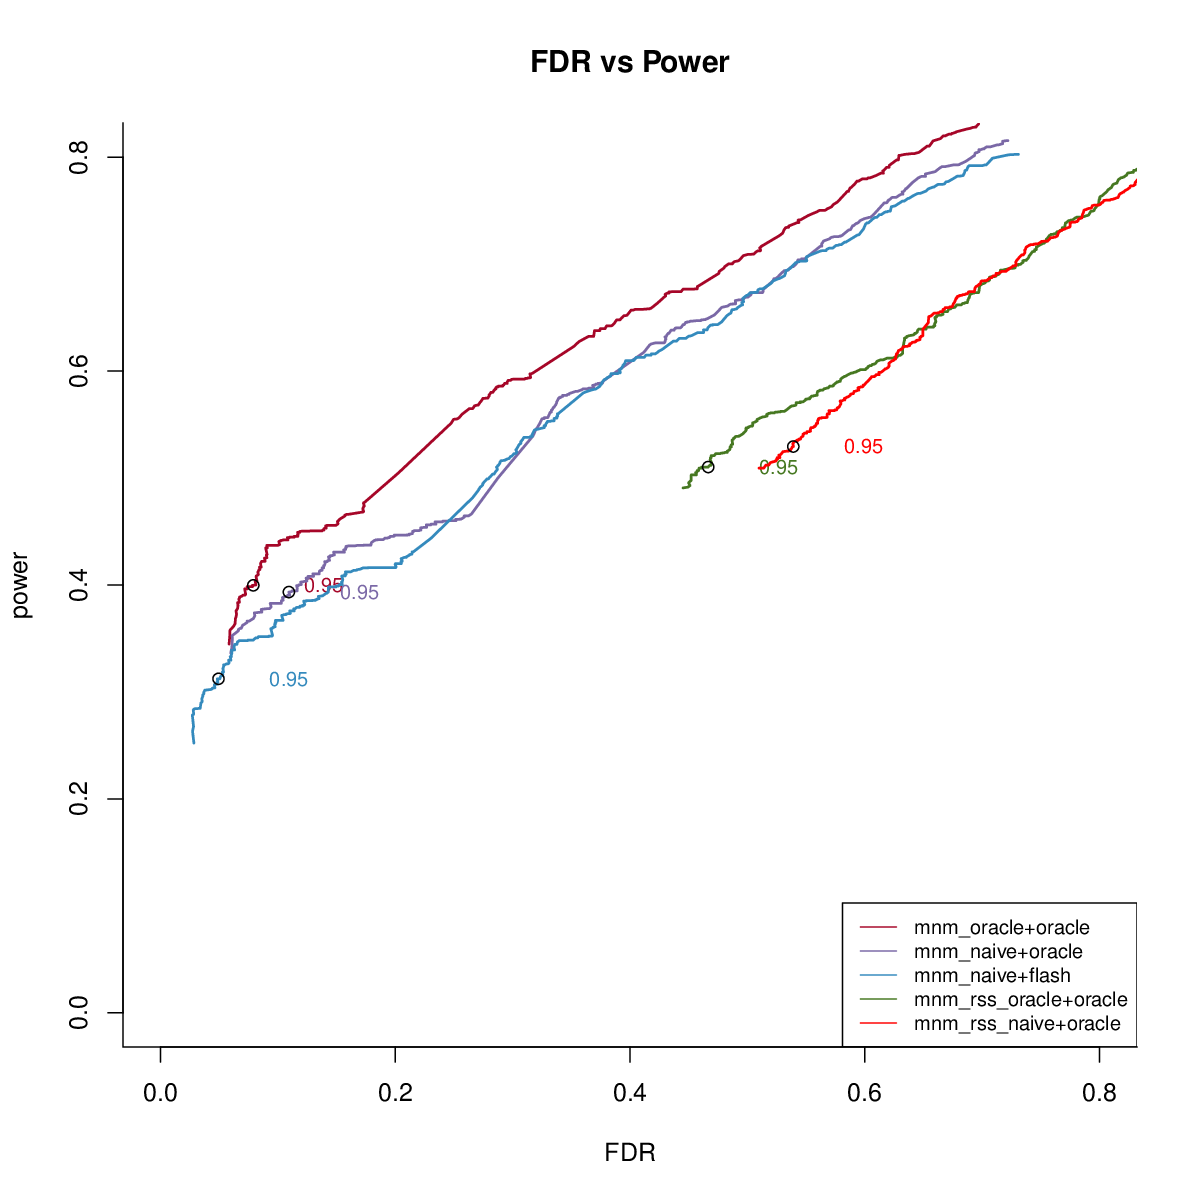 FDR vs Power
power
0.8
0.6
0.4
0.2
0.0
0.95
0.95
0.95
0.95
0.95
mnm_oracle+oracle
mnm_naive+oracle
mnm_naive+flash
mnm_rss_oracle+oracle
mnm_rss_naive+oracle
0.0 0.2 0.4 0.6 0.8
FDR